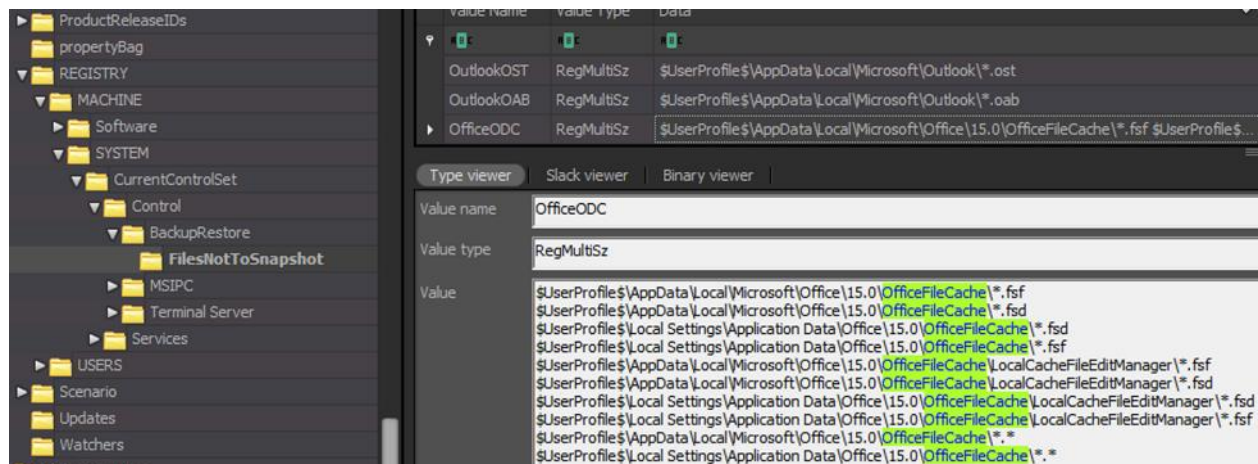 ProductReleaseIDs
propertyBag
REGISTRY
MACHINE
Software
SYSTEM
CurrentControlSet
Control
BackupRestore
FilesNotToSnapshot
MSIPC
Terminal Server
Services
USERS
Scenario
Updates
Watchers
Value Name Value Type Data
OutlookOST RegMultiSz $UserProfile$\AppData\Local\Microsoft\Outlook\*.ost
OutlookOAB RegMultiSz $UserProfile$\AppData\Local\Microsoft\Outlook\*.oab
OfficeODC RegMultiSz $UserProfile$\AppData\Local\Microsoft\Office\15.0\OfficeFileCache\*.fsf $UserProfile$...
Type viewer Slack viewer Binary viewer
Value name OfficeODC
Value type RegMultiSz
Value $UserProfile$\AppData\Local\Microsoft\Office\15.0\OfficeFileCache\*.fsf
$UserProfile$\AppData\Local\Microsoft\Office\15.0\OfficeFileCache\*.fsd
$UserProfile$\Local Settings\Application Data\Office\15.0\OfficeFileCache\*.fsd
$UserProfile$\Local Settings\Application Data\Office\15.0\OfficeFileCache\*.fsf
$UserProfile$\AppData\Local\Microsoft\Office\15.0\OfficeFileCache\LocalCacheFileEditManager\*.fsf
$UserProfile$\AppData\Local\Microsoft\Office\15.0\OfficeFileCache\LocalCacheFileEditManager\*.fsd
$UserProfile$\Local Settings\Application Data\Office\15.0\OfficeFileCache\LocalCacheFileEditManager\*.fsd
$UserProfile$\Local Settings\Application Data\Office\15.0\OfficeFileCache\LocalCacheFileEditManager\*.fsf
$UserProfile$\AppData\Local\Microsoft\Office\15.0\OfficeFileCache\*.*
$UserProfile$\Local Settings\Application Data\Office\15.0\OfficeFileCache\*.*